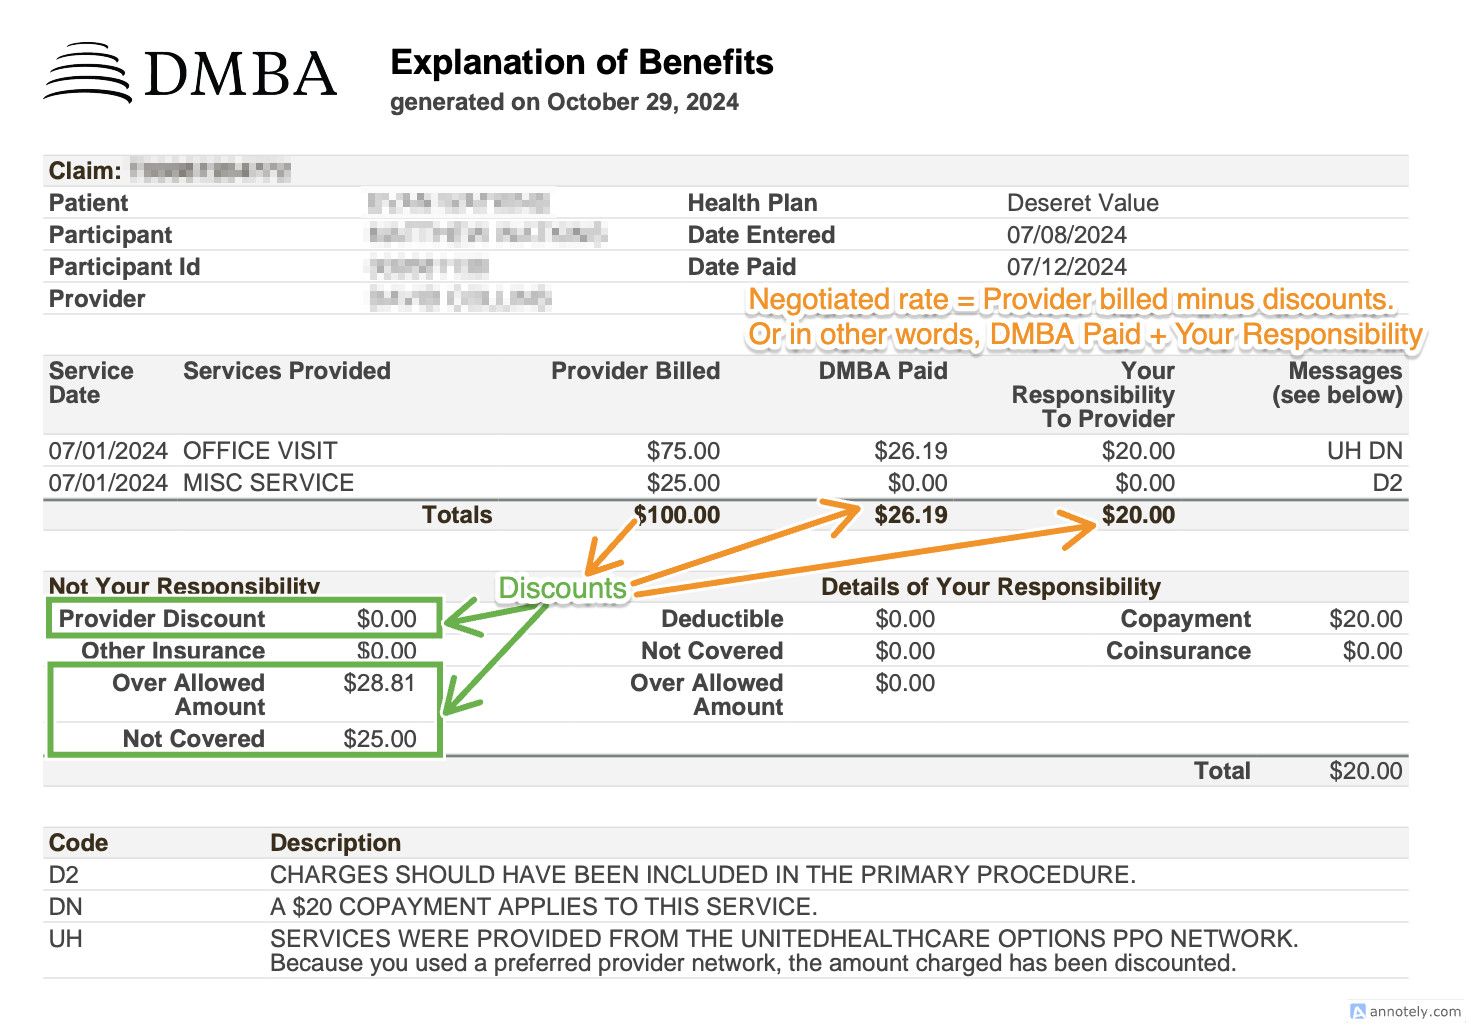 DMBA
Explanation of Benefits
generated on October 29, 2024
Claim:
Patient Health Plan Deseret Value
Participant Date Entered 07/08/2024
Participant Id Date Paid 07/12/2024
Provider
Negotiated rate = Provider billed minus discounts.
Or in other words, DMBA Paid + Your Responsibility
Service Services Provided Provider Billed DMBA Paid Your Messages
Date Responsibility (see below)
To Provider
07/01/2024 OFFICE VISIT $75.00 $26.19 $20.00 UH DN
07/01/2024 MISC SERVICE $25.00 $0.00 $0.00 D2
Totals $100.00 $26.19 $20.00
Not Your Responsibility Discounts Details of Your Responsibility
Provider Discount $0.00 Deductible $0.00 Copayment $20.00
Other Insurance $0.00 Not Covered $0.00 Coinsurance $0.00
Over Allowed $28.81 Over Allowed $0.00
Amount Amount
Not Covered $25.00
Total $20.00
Code Description
D2 CHARGES SHOULD HAVE BEEN INCLUDED IN THE PRIMARY PROCEDURE.
DN A $20 COPAYMENT APPLIES TO THIS SERVICE.
UH SERVICES WERE PROVIDED FROM THE UNITEDHEALTHCARE OPTIONS PPO NETWORK.
Because you used a preferred provider network, the amount charged has been discounted.
annotely.com